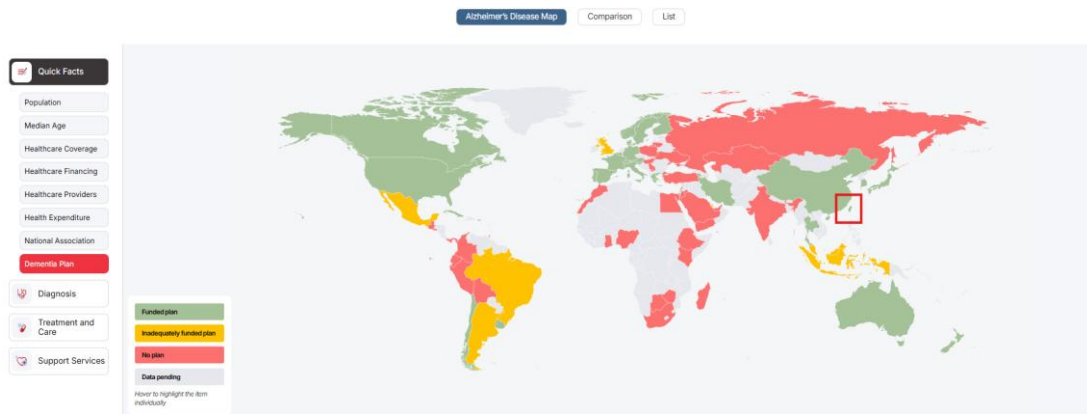 Alzheimer's Disease Map
Comparison
List
Quick Facts
Population
Median Age
Healthcare Coverage
Healthcare Financing
Healthcare Providers
Health Expenditure
National Association
Dementia Plan
Diagnosis
Treatment and
Care
Support Services
Funded plan
Inadequately funded plan
No plan
Data pending
Hover to highlight the item
individually